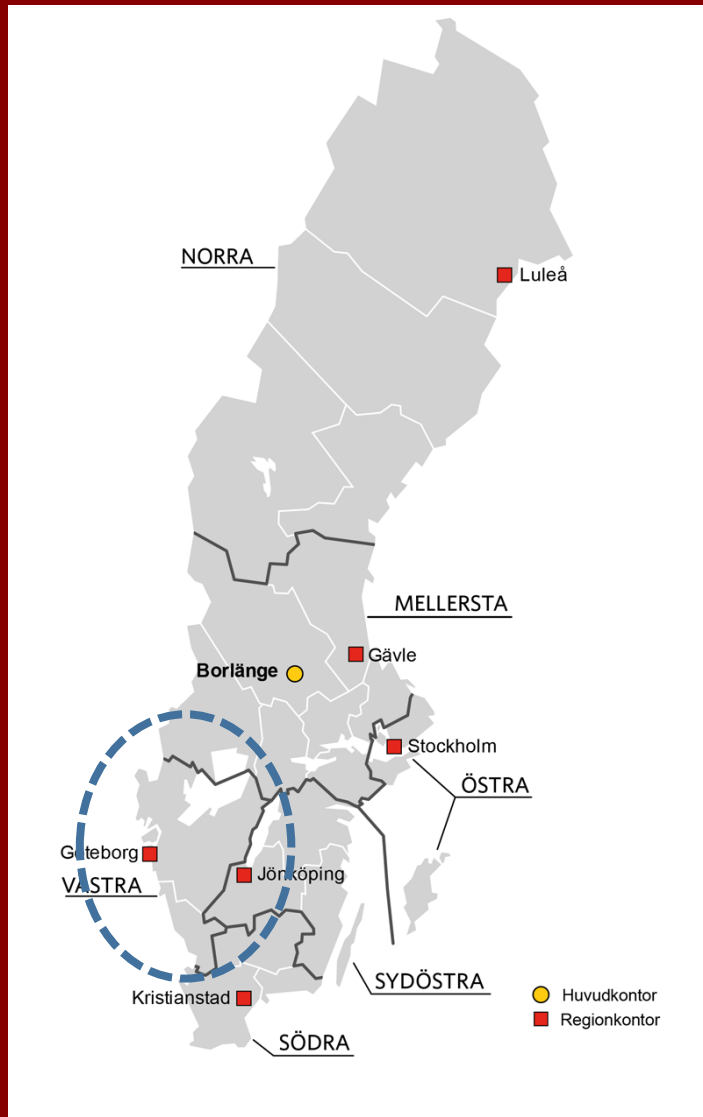 NORRA
Luleå
MELLERSTA
Gävle
Borlänge
Stockholm
ÖSTRA
Göteborg
Jönköping
VÄSTRA
SYDÖSTRA
Kristianstad
Huvudkontor
Regionkontor
SÖDRA